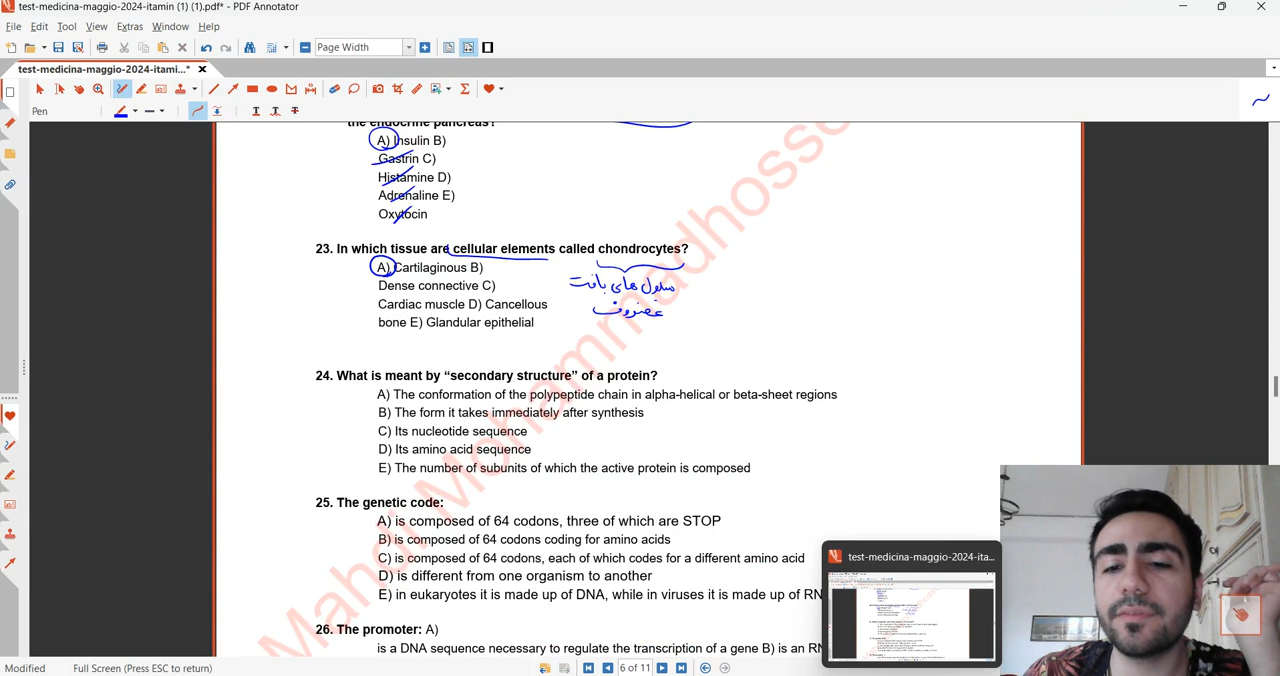 test-medicina-maggio-2024-itamin (1) (1).pdf* - PDF Annotator
File Edit Tool View Extras Window Help
Page Width
test-medicina-maggio-2024-itami...*
Pen
the endocrine pancreas?
A) Insulin B)
Gastrin C)
Histamine D)
Adrenaline E)
Oxytocin
23. In which tissue are cellular elements called chondrocytes?
A) Cartilaginous B)
Dense connective C)
Cardiac muscle D) Cancellous
bone E) Glandular epithelial
سلول های بافت
غضروف
24. What is meant by “secondary structure” of a protein?
A) The conformation of the polypeptide chain in alpha-helical or beta-sheet regions
B) The form it takes immediately after synthesis
C) Its nucleotide sequence
D) Its amino acid sequence
E) The number of subunits of which the active protein is composed
25. The genetic code:
A) is composed of 64 codons, three of which are STOP
B) is composed of 64 codons coding for amino acids
C) is composed of 64 codons, each of which codes for a different amino acid
D) is different from one organism to another
E) in eukaryotes it is made up of DNA, while in viruses it is made up of RN
26. The promoter: A)
is a DNA sequence necessary to regulate the transcription of a gene B) is an RN
Mahdi Mohammadhosse
test-medicina-maggio-2024-ita...
Modified Full Screen (Press ESC to return) 6 of 11